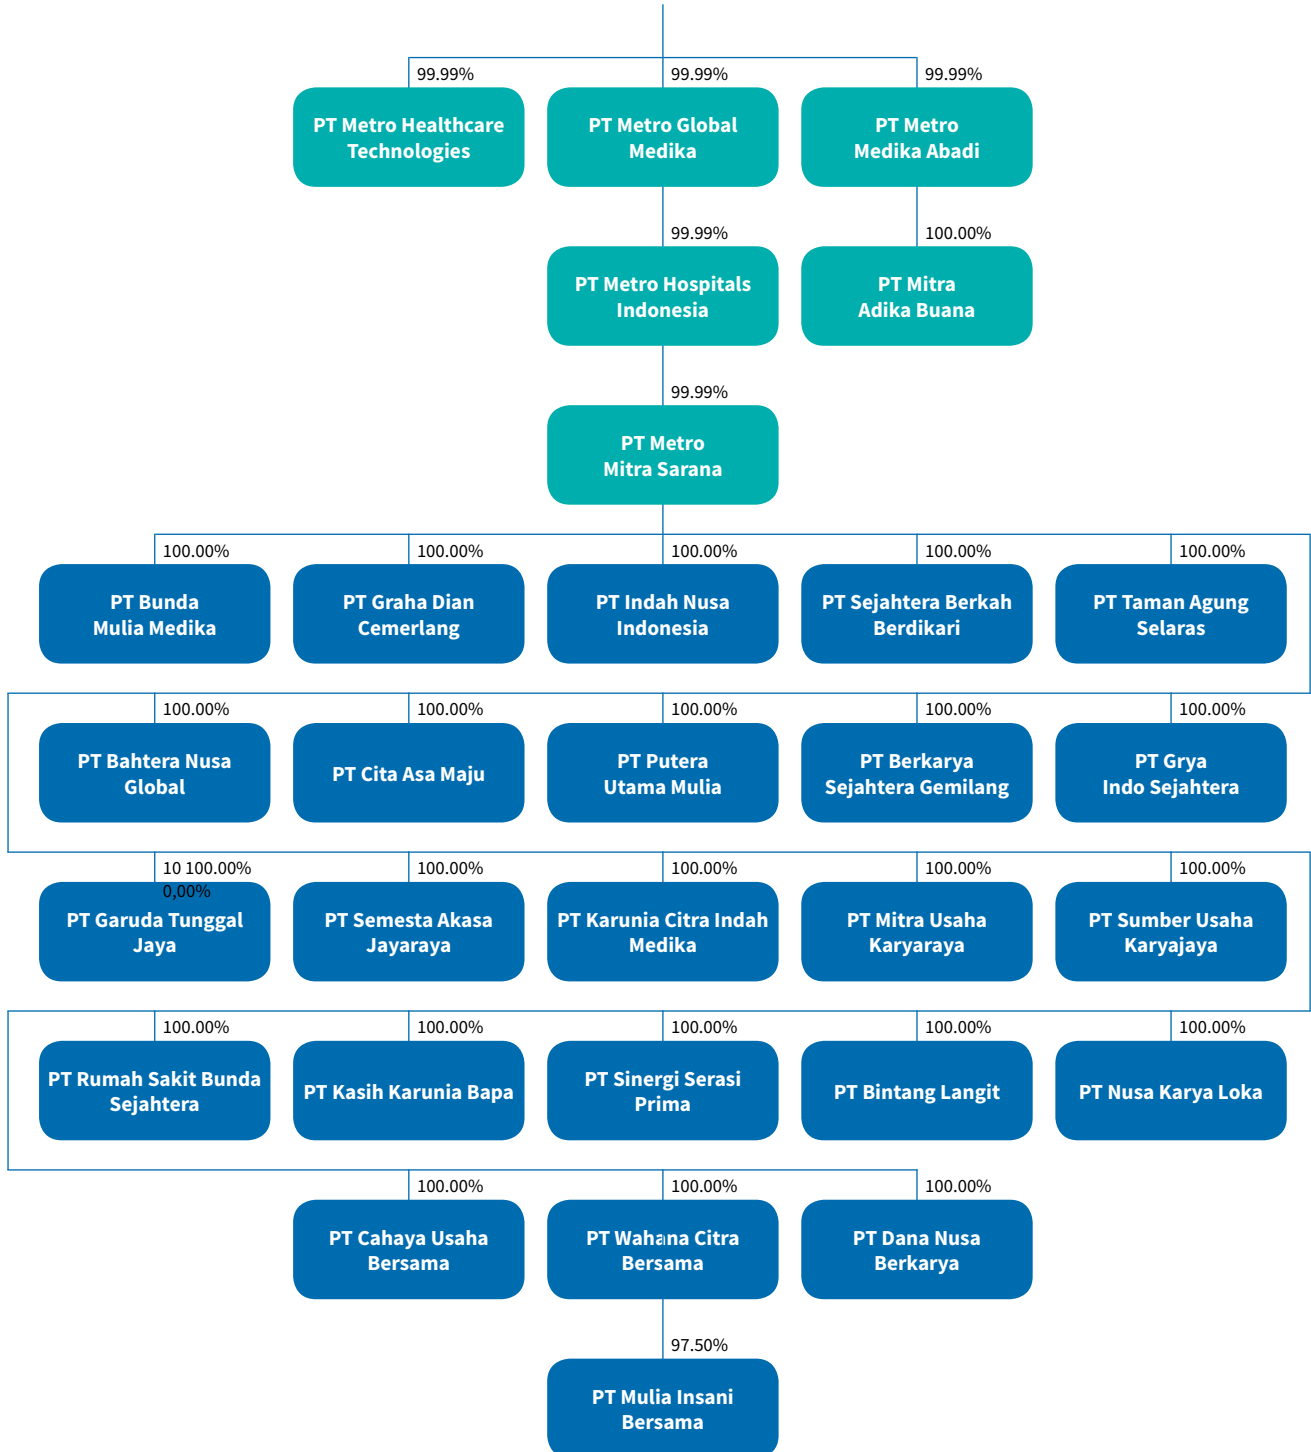 99.99%
99.99%
99.99%
PT Metro Healthcare
Technologies
PT Metro Global
Medika
PT Metro
Medika Abadi
99.99%
100.00%
PT Metro Hospitals
Indonesia
PT Mitra
Adika Buana
99.99%
PT Metro
Mitra Sarana
100.00%
100.00%
100.00%
100.00%
100.00%
PT Bunda
Mulia Medika
PT Graha Dian
Cemerlang
PT Indah Nusa
Indonesia
PT Sejahtera Berkah
Berdikari
PT Taman Agung
Selaras
100.00%
100.00%
100.00%
100.00%
100.00%
PT Bahtera Nusa
Global
PT Cita Asa Maju
PT Putera
Utama Mulia
PT Berkarya
Sejahtera Gemilang
PT Grya
Indo Sejahtera
10 100.00%
0,00%
100.00%
100.00%
100.00%
100.00%
PT Garuda Tunggal
Jaya
PT Semesta Akasa
Jayaraya
PT Karunia Citra Indah
Medika
PT Mitra Usaha
Karyaraya
PT Sumber Usaha
Karyajaya
100.00%
100.00%
100.00%
100.00%
100.00%
PT Rumah Sakit Bunda
Sejahtera
PT Kasih Karunia Bapa
PT Sinergi Serasi
Prima
PT Bintang Langit
PT Nusa Karya Loka
100.00%
100.00%
100.00%
PT Cahaya Usaha
Bersama
PT Wahana Citra
Bersama
PT Dana Nusa
Berkarya
97.50%
PT Mulia Insani
Bersama